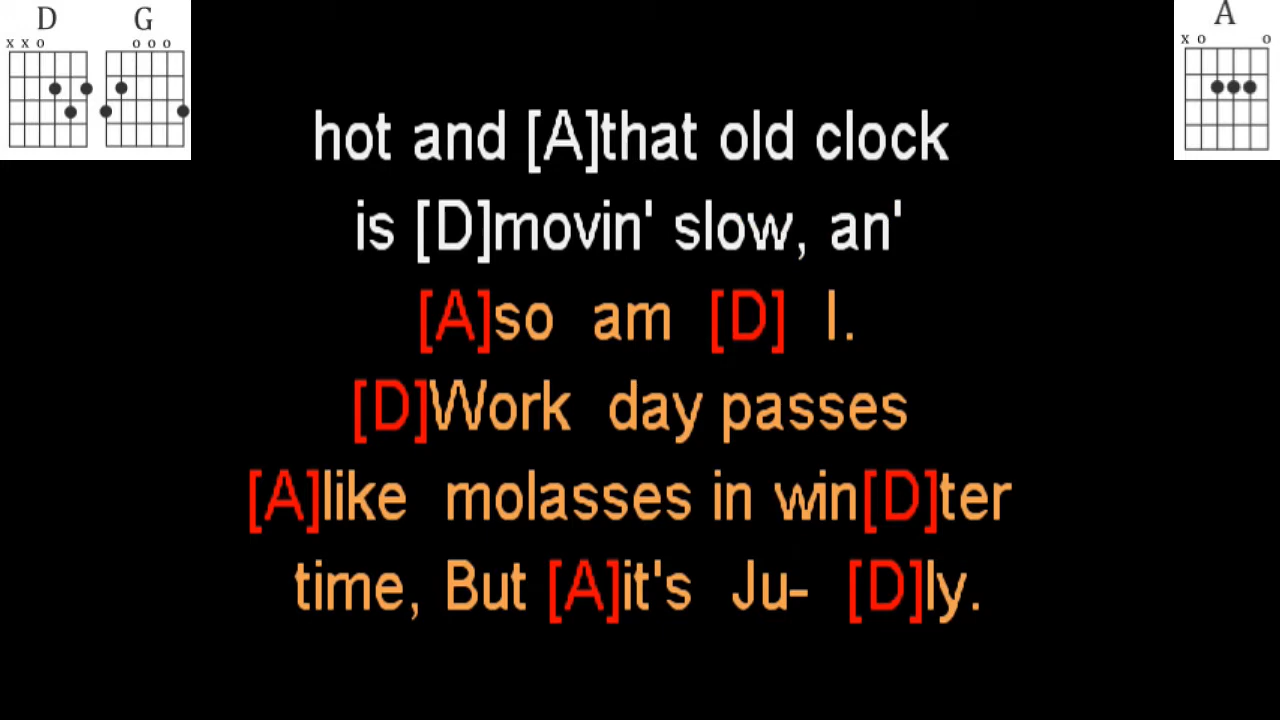 D G A
x x o o o o x o o
hot and [A]that old clock
is [D]movin' slow, an'
[A]so am [D] I.
[D]Work day passes
[A]like molasses in win[D]ter
time, But [A]it's Ju- [D]ly.